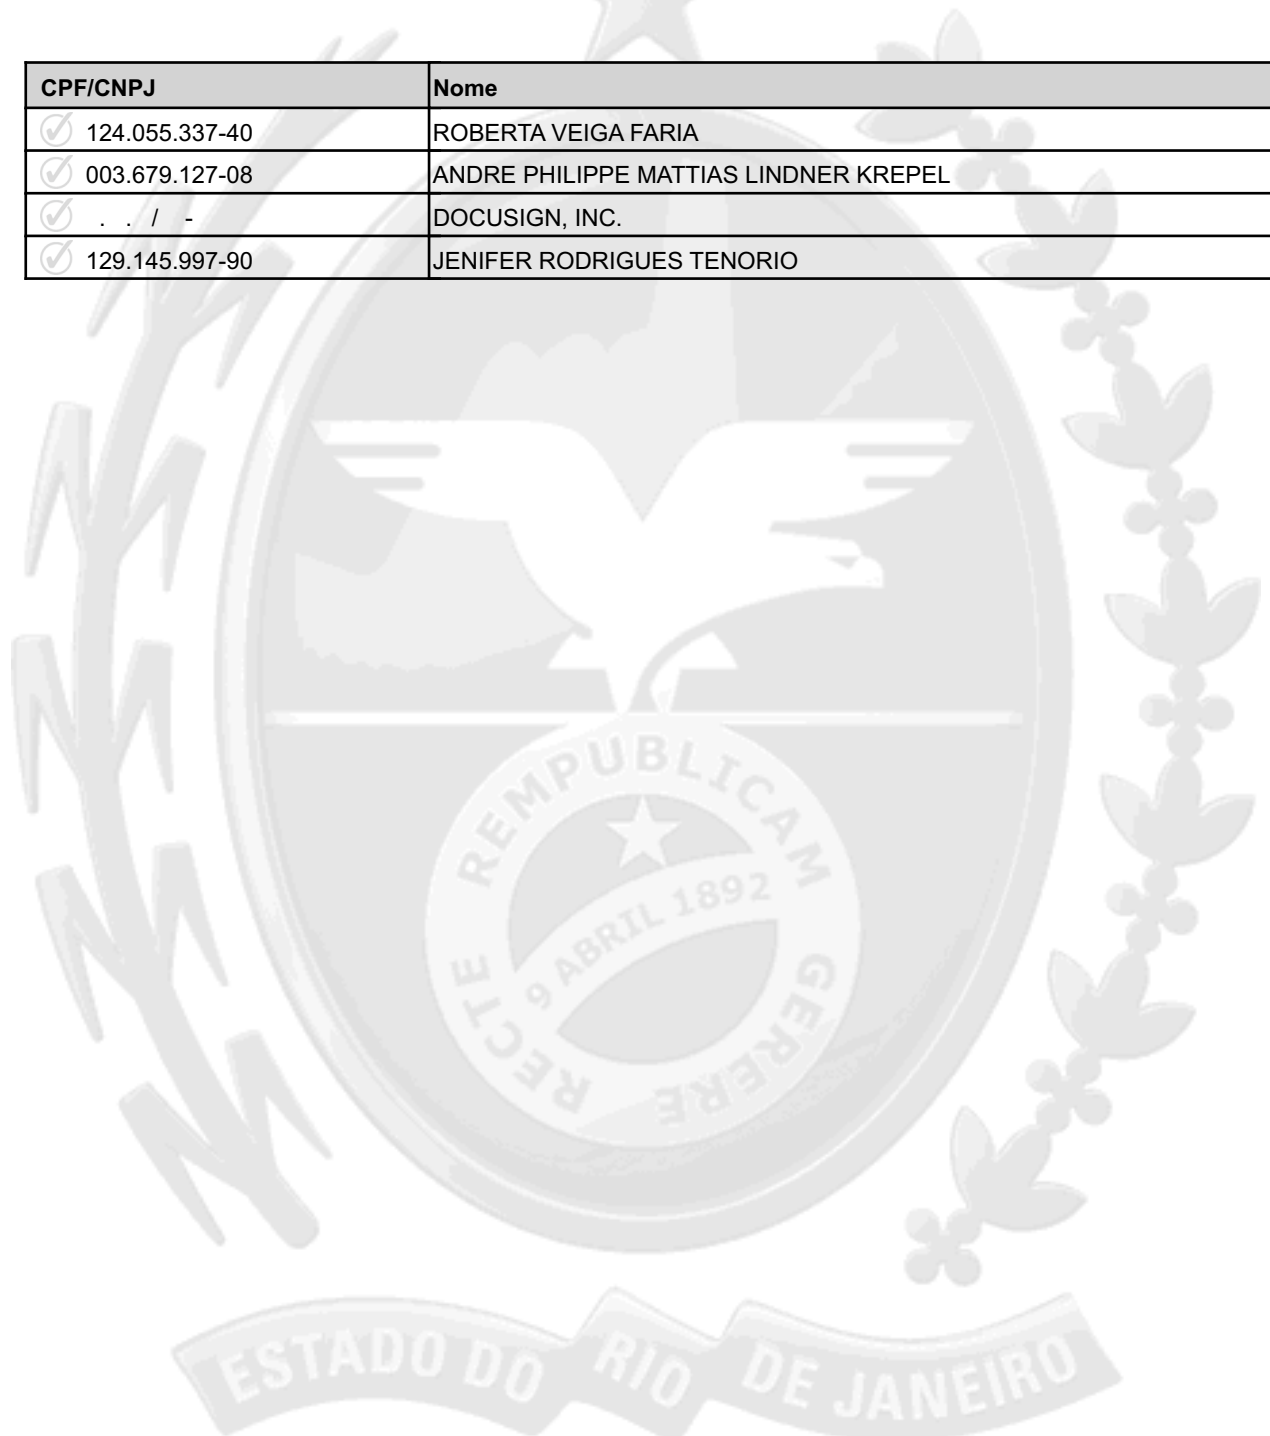 CPF/CNPJ Nome
124.055.337-40 ROBERTA VEIGA FARIA
003.679.127-08 ANDRE PHILIPPE MATTIAS LINDNER KREPEL
. . / - DOCUSIGN, INC.
129.145.997-90 JENIFER RODRIGUES TENORIO
RECTE REMPUBLICAM GERERE
9 ABRIL 1892
ESTADO DO RIO DE JANEIRO